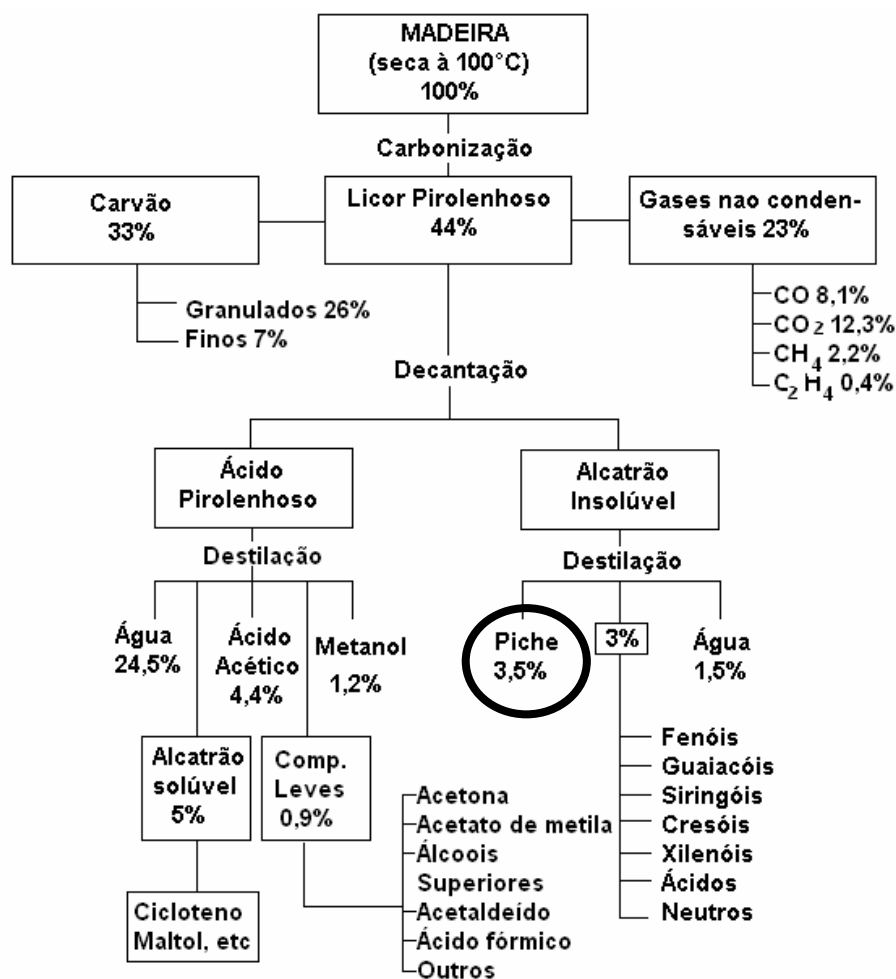 MADEIRA
(seca à 100°C)
100%
Carbonização
Carvão
33%
Licor Pirolenhoso
44%
Gases nao conden-
sáveis 23%
Granulados 26%
Finos 7%
CO 8,1%
CO2 12,3%
CH4 2,2%
C2 H4 0,4%
Decantação
Ácido
Pirolenhoso
Alcatrão
Insolúvel
Destilação
Destilação
Água
24,5%
Ácido
Acético
4,4%
Metanol
1,2%
Piche
3,5%
3%
Água
1,5%
Alcatrão
solúvel
5%
Comp.
Leves
0,9%
Cicloteno
Maltol, etc
Acetona
Acetato de metila
Álcoois
Superiores
Acetaldeído
Ácido fórmico
Outros
Fenóis
Guaiacóis
Siringóis
Cresóis
Xilenóis
Ácidos
Neutros